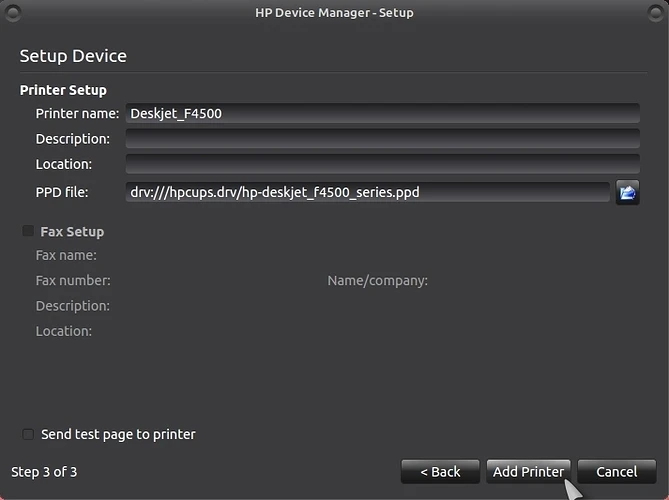 HP Device Manager - Setup
Setup Device
Printer Setup
Printer name: Deskjet_F4500
Description:
Location:
PPD file: drv:///hpcups.drv/hp-deskjet_f4500_series.ppd
Fax Setup
Fax name:
Fax number: Name/company:
Description:
Location:
Send test page to printer
Step 3 of 3 < Back Add Printer Cancel